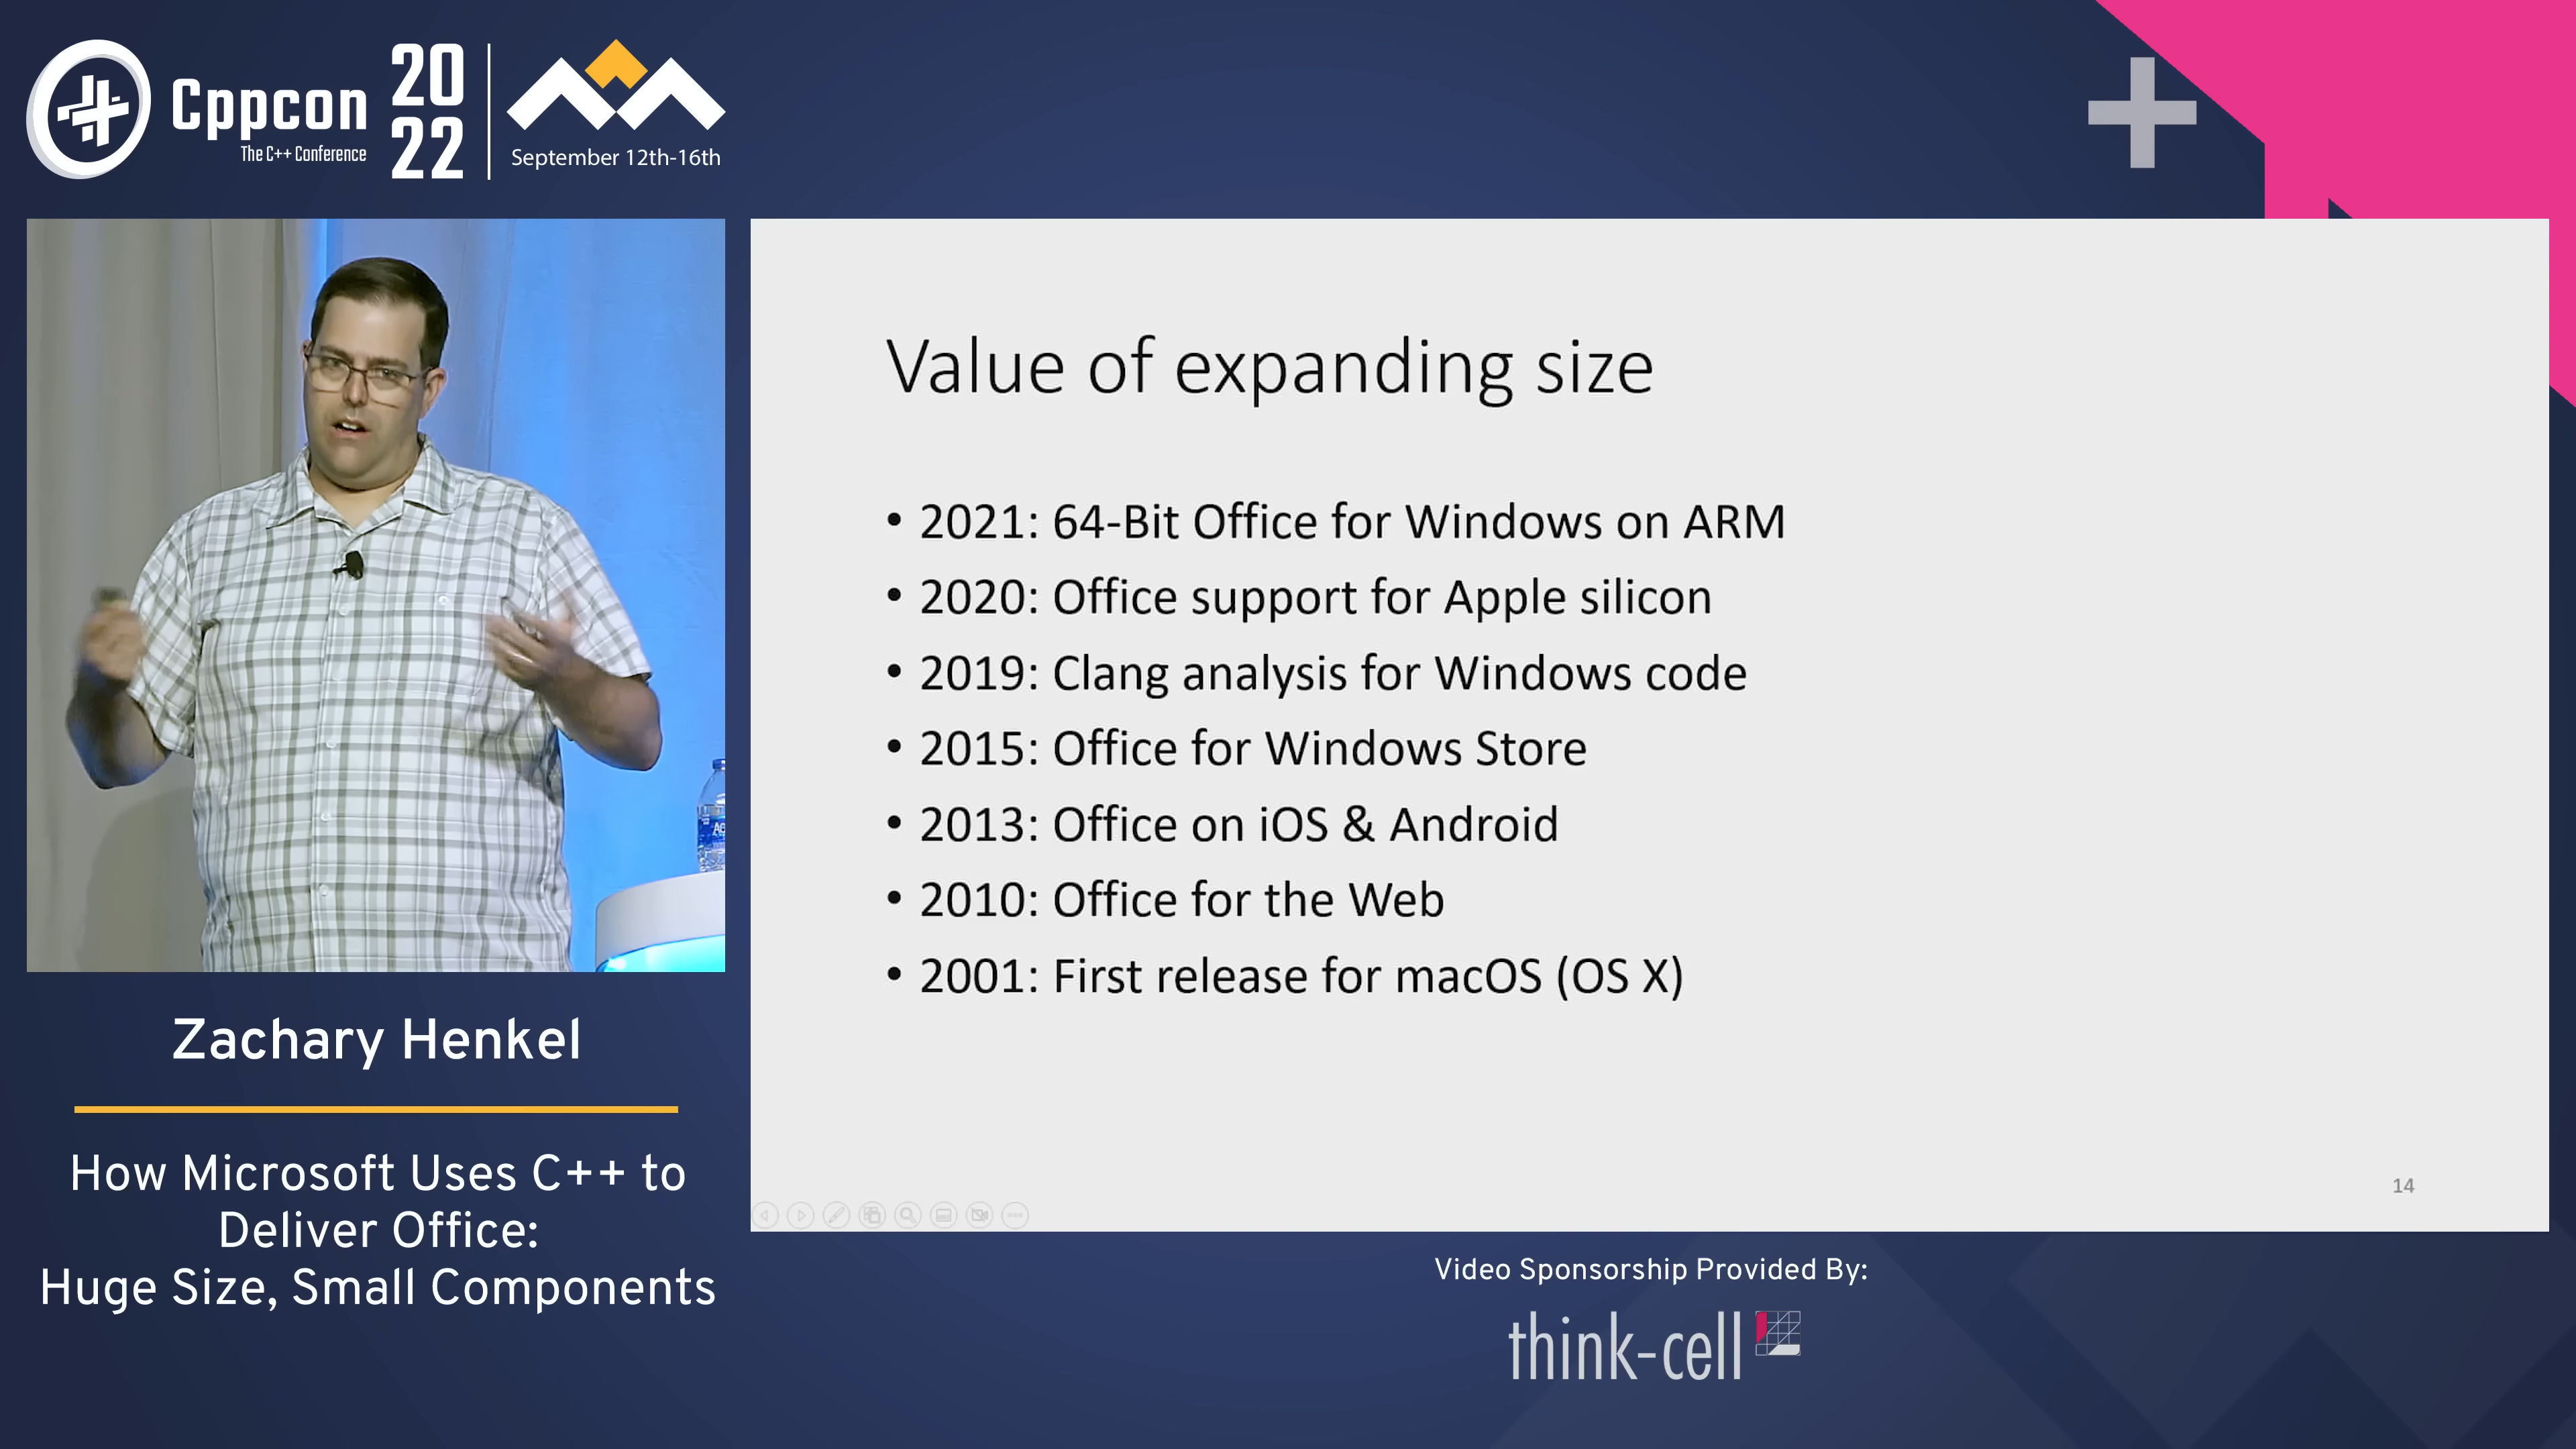 Cppcon
The C++ Conference
20
22
September 12th-16th
Value of expanding size
• 2021: 64-Bit Office for Windows on ARM
• 2020: Office support for Apple silicon
• 2019: Clang analysis for Windows code
• 2015: Office for Windows Store
• 2013: Office on iOS & Android
• 2010: Office for the Web
• 2001: First release for macOS (OS X)
14
Zachary Henkel
How Microsoft Uses C++ to
Deliver Office:
Huge Size, Small Components
Video Sponsorship Provided By:
think-cell